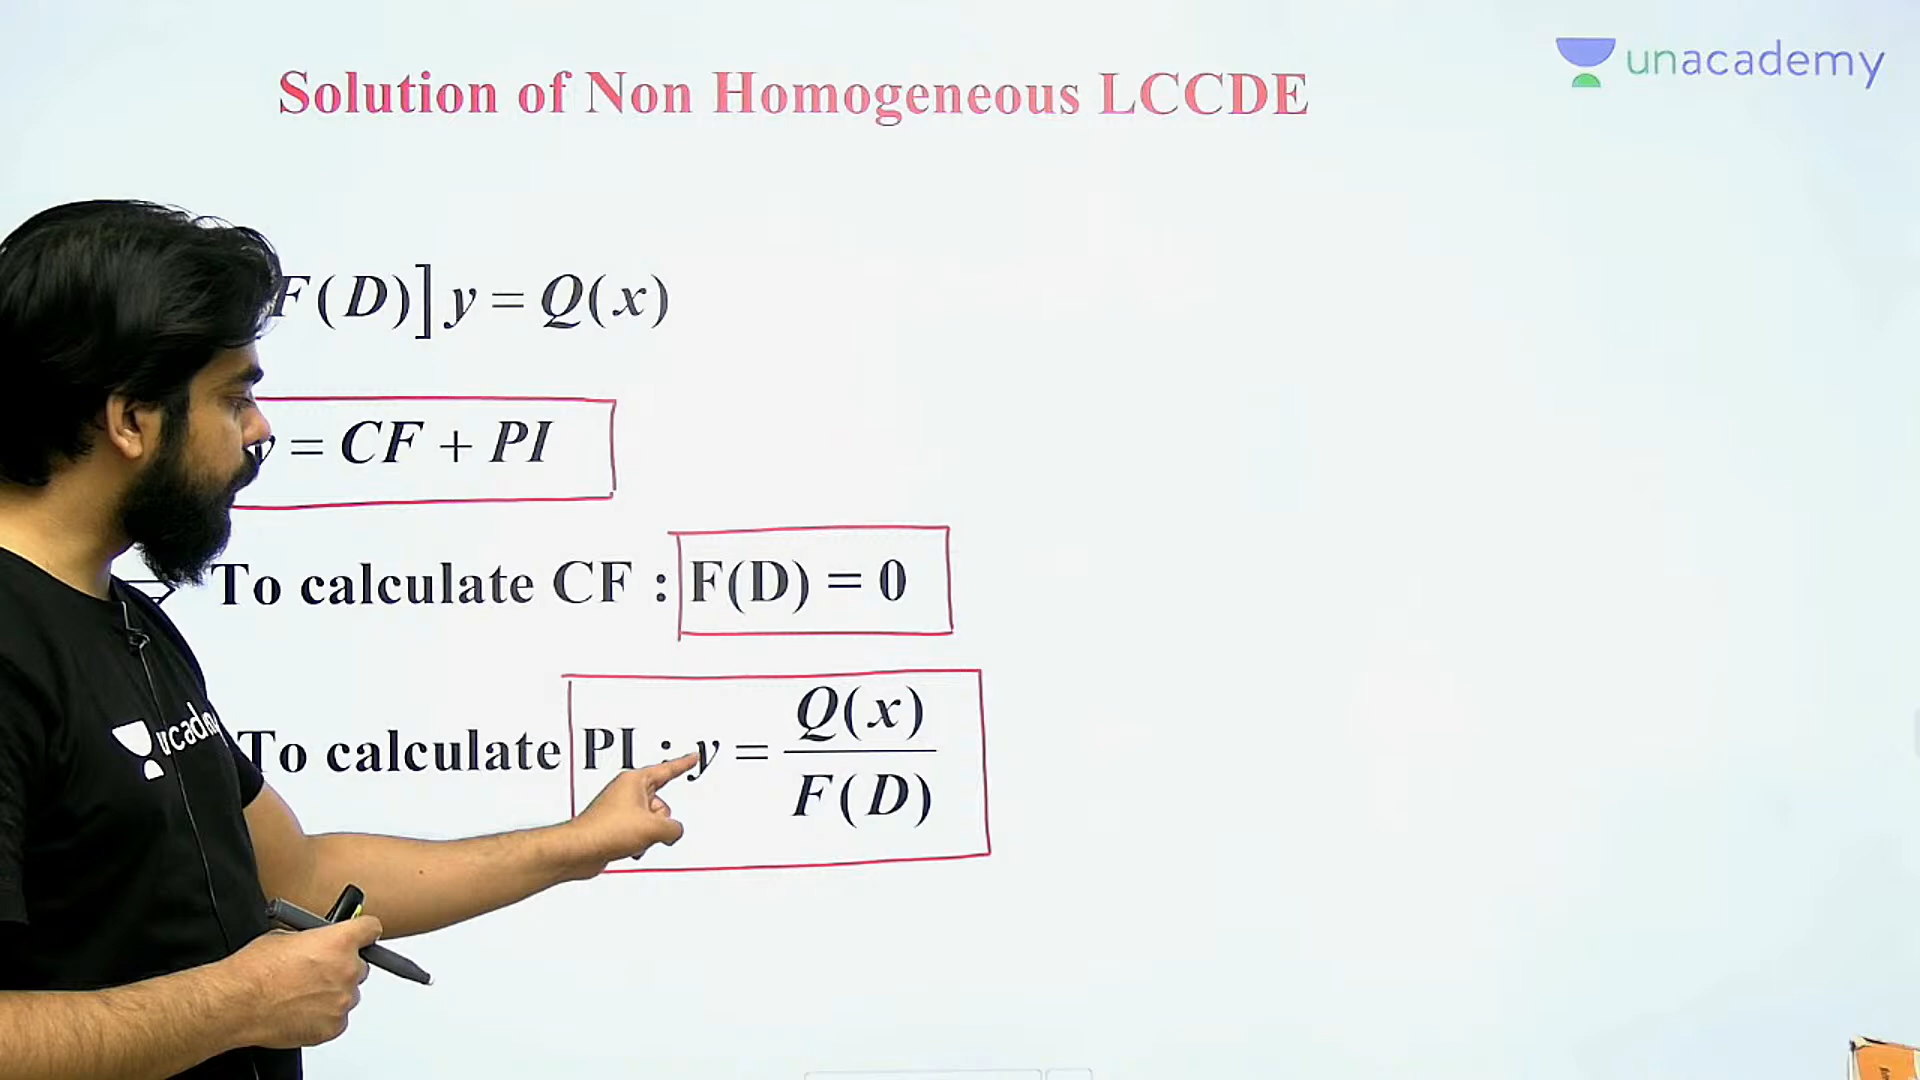 unacademy
Solution of Non Homogeneous LCCDE
F(D)] y = Q(x)
y = CF + PI
To calculate CF : F(D) = 0
To calculate PI : y = Q(x) / F(D)